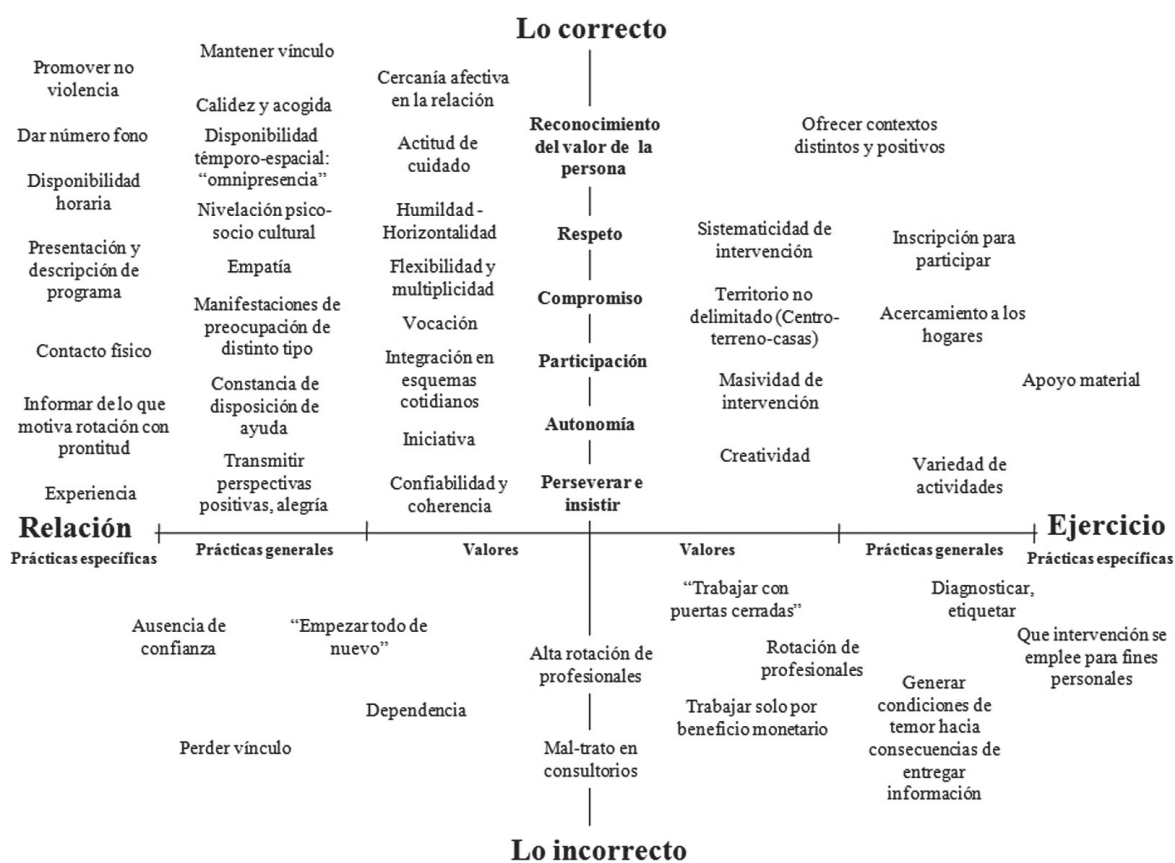 Lo correcto
Promover no
violencia
Dar número fono
Disponibilidad
horaria
Presentación y
descripción de
programa
Contacto físico
Informar de lo que
motiva rotación con
prontitud
Experiencia
Mantener vínculo
Calidez y acogida
Disponibilidad
témporo-espacial:
“omnipresencia”
Nivelación psico-
socio cultural
Empatía
Manifestaciones de
preocupación de
distinto tipo
Constancia de
disposición de
ayuda
Transmitir
perspectivas
positivas, alegría
Cercanía afectiva
en la relación
Actitud de
cuidado
Humildad -
Horizontalidad
Flexibilidad y
multiplicidad
Vocación
Integración en
esquemas
cotidianos
Iniciativa
Confiabilidad y
coherencia
Reconocimiento
del valor de la
persona
Respeto
Compromiso
Participación
Autonomía
Perseverar e
insistir
Ofrecer contextos
distintos y positivos
Sistematicidad de
intervención
Territorio no
delimitado (Centro-
terreno-casas)
Masividad de
intervención
Creatividad
Inscripción para
participar
Acercamiento a los
hogares
Variedad de
actividades
Apoyo material
Relación
Prácticas específicas
Prácticas generales
Valores
Valores
Prácticas generales
Ejercicio
Prácticas específicas
Ausencia de
confianza
“Empezar todo de
nuevo”
Dependencia
Perder vínculo
Alta rotación de
profesionales
Mal-trato en
consultorios
“Trabajar con
puertas cerradas”
Rotación de
profesionales
Trabajar solo por
beneficio monetario
Diagnosticar,
etiquetar
Generar
condiciones de
temor hacia
consecuencias de
entregar
información
Que intervención se
emplee para fines
personales
Lo incorrecto